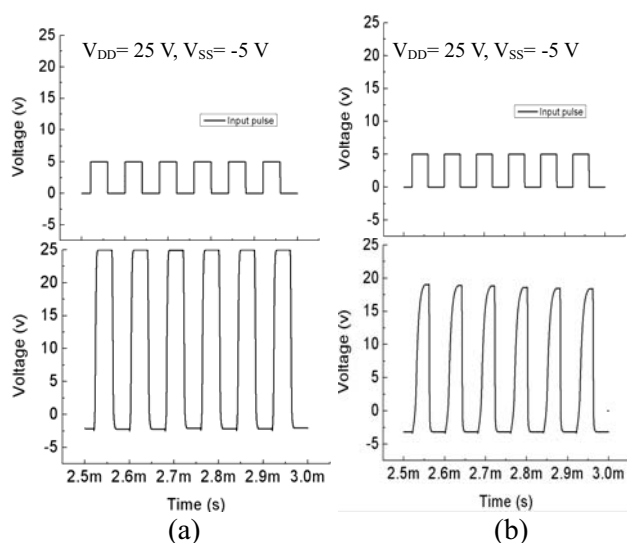 V_DD= 25 V, V_SS= -5 V
25
20
15
10
5
0
-5
Voltage (v)
Input pulse
25
20
15
10
5
0
-5
Voltage (v)
2.5m 2.6m 2.7m 2.8m 2.9m 3.0m
Time (s)
(a)
V_DD= 25 V, V_SS= -5 V
25
20
15
10
5
0
-5
Voltage (v)
Input pulse
25
20
15
10
5
0
-5
Voltage (v)
2.5m 2.6m 2.7m 2.8m 2.9m 3.0m
Time (s)
(b)